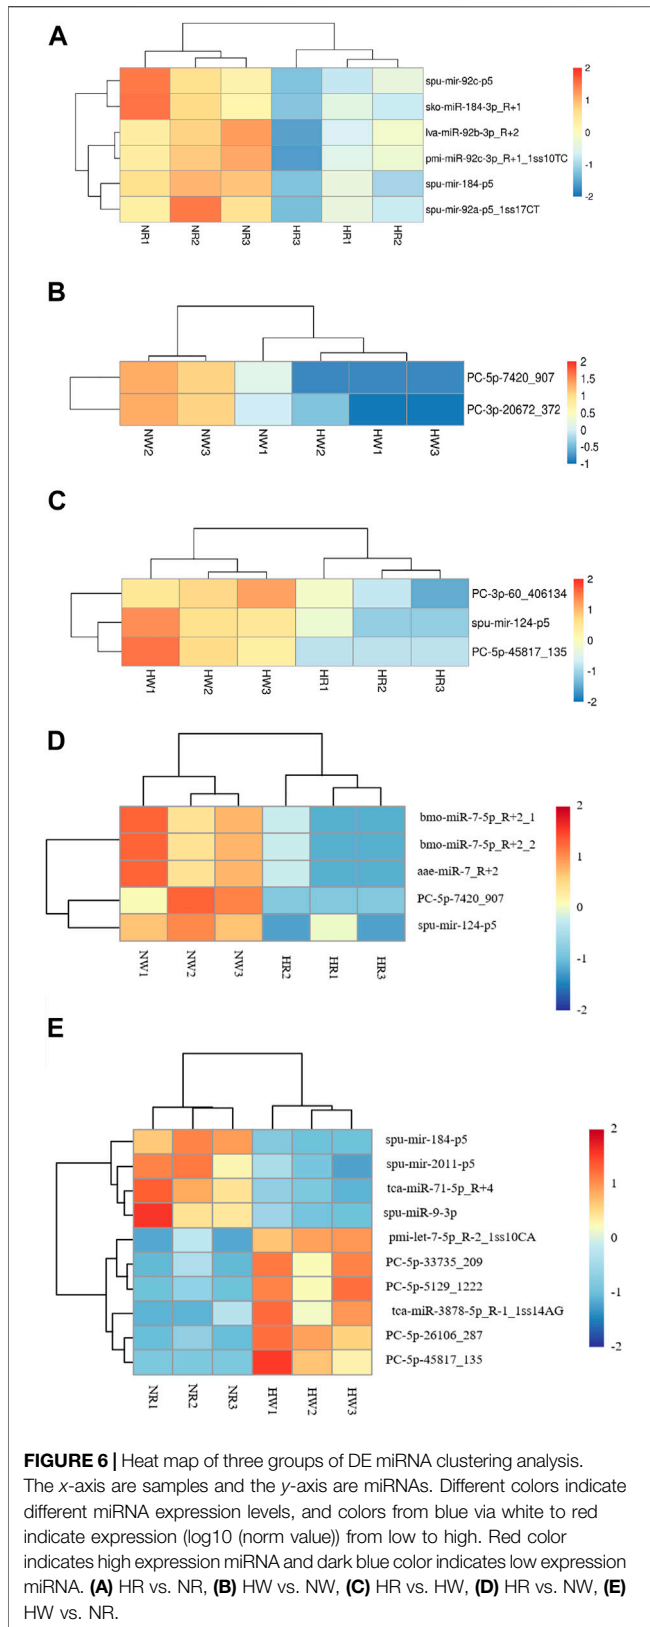 A
spu-mir-92c-p5
sko-miR-184-3p_R+1
lva-miR-92b-3p_R+2
pmi-miR-92c-3p_R+1_1ss10TC
spu-mir-184-p5
spu-mir-92a-p5_1ss17CT
NR1 NR2 NR3 HR3 HR1 HR2
2
1
0
-1
-2
B
PC-5p-7420_907
PC-3p-20672_372
NW2 NW3 NW1 HW2 HW1 HW3
2
1.5
1
0.5
0
-0.5
-1
C
PC-3p-60_406134
spu-mir-124-p5
PC-5p-45817_135
HW1 HW2 HW3 HR1 HR2 HR3
2
1
0
-1
-2
D
bmo-miR-7-5p_R+2_1
bmo-miR-7-5p_R+2_2
aae-miR-7_R+2
PC-5p-7420_907
spu-mir-124-p5
NW1 NW2 NW3 HR2 HR1 HR3
2
1
0
-1
-2
E
spu-mir-184-p5
spu-mir-2011-p5
tca-miR-71-5p_R+4
spu-miR-9-3p
pmi-let-7-5p_R-2_1ss10CA
PC-5p-33735_209
PC-5p-5129_1222
tca-miR-3878-5p_R-1_1ss14AG
PC-5p-26106_287
PC-5p-45817_135
NR1 NR2 NR3 HW1 HW2 HW3
2
1
0
-1
-2
FIGURE 6 | Heat map of three groups of DE miRNA clustering analysis.
The x-axis are samples and the y-axis are miRNAs. Different colors indicate
different miRNA expression levels, and colors from blue via white to red
indicate expression (log10 (norm value)) from low to high. Red color
indicates high expression miRNA and dark blue color indicates low expression
miRNA. (A) HR vs. NR, (B) HW vs. NW, (C) HR vs. HW, (D) HR vs. NW, (E)
HW vs. NR.